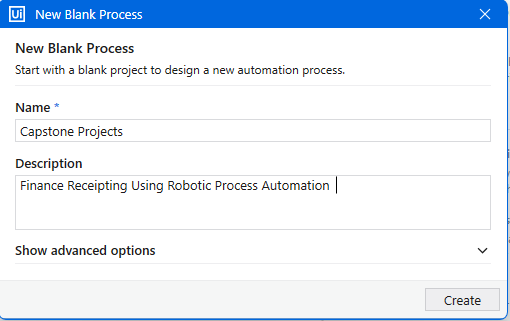 Ui New Blank Process
New Blank Process
Start with a blank project to design a new automation process.
Name *
Capstone Projects
Description
Finance Receipting Using Robotic Process Automation
Show advanced options
Create